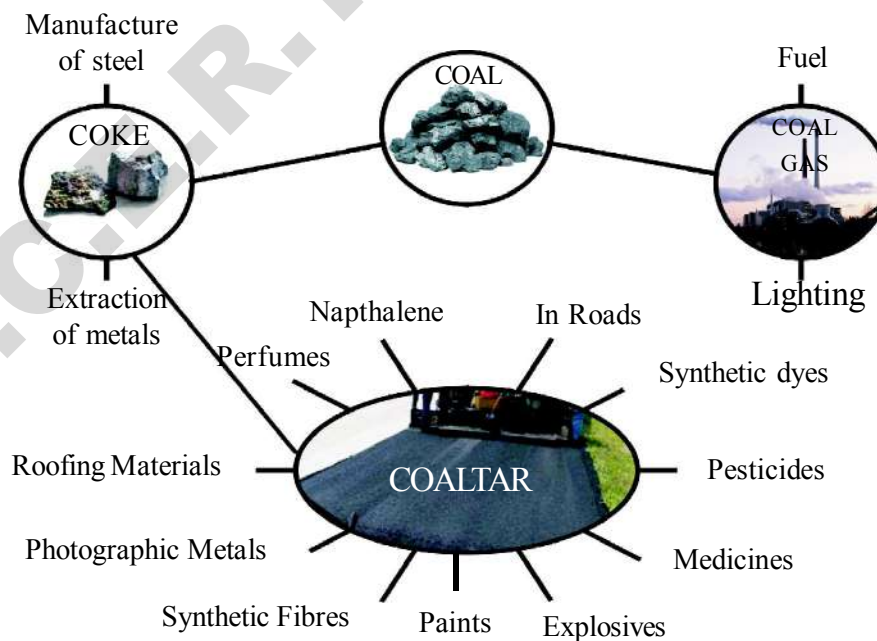 Manufacture
of steel
COKE
Extraction
of metals
COAL
Fuel
COAL
GAS
Lighting
Napthalene
In Roads
Perfumes
Synthetic dyes
Roofing Materials
COALTAR
Pesticides
Photographic Metals
Medicines
Synthetic Fibres
Paints
Explosives
.C.E.R.